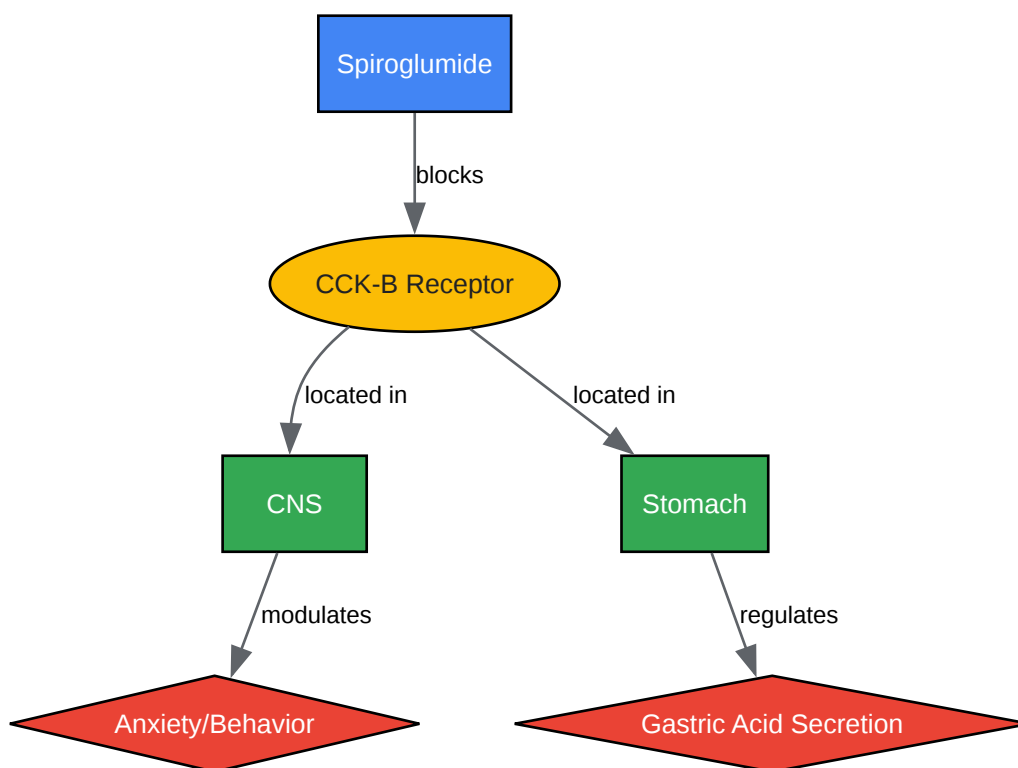 Spiroglumide
blocks
CCK-B Receptor
located in
located in
CNS
Stomach
modulates
regulates
Anxiety/Behavior
Gastric Acid Secretion